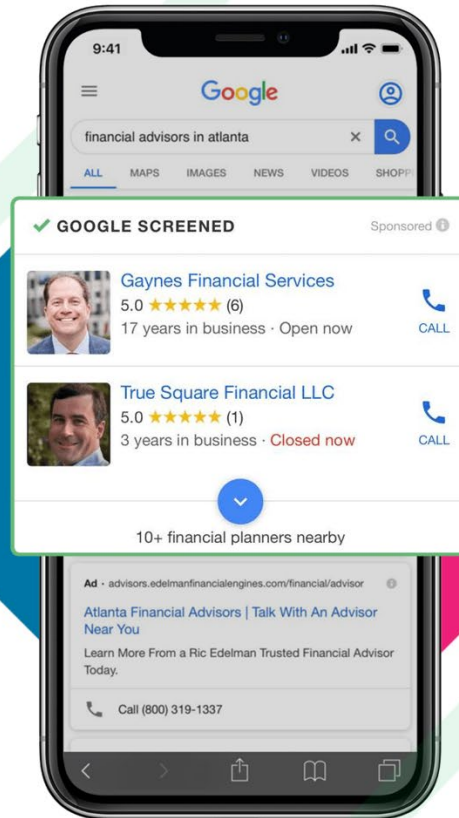 9:41
Google
financial advisors in atlanta
ALL MAPS IMAGES NEWS VIDEOS SHOPP
GOOGLE SCREENED Sponsored
Gaynes Financial Services
5.0 ★★★★★ (6)
17 years in business · Open now
CALL
True Square Financial LLC
5.0 ★★★★★ (1)
3 years in business · Closed now
CALL
10+ financial planners nearby
Ad · advisors.edelmanfinancialengines.com/financial/advisor
Atlanta Financial Advisors | Talk With An Advisor
Near You
Learn More From a Ric Edelman Trusted Financial Advisor
Today.
Call (800) 319-1337